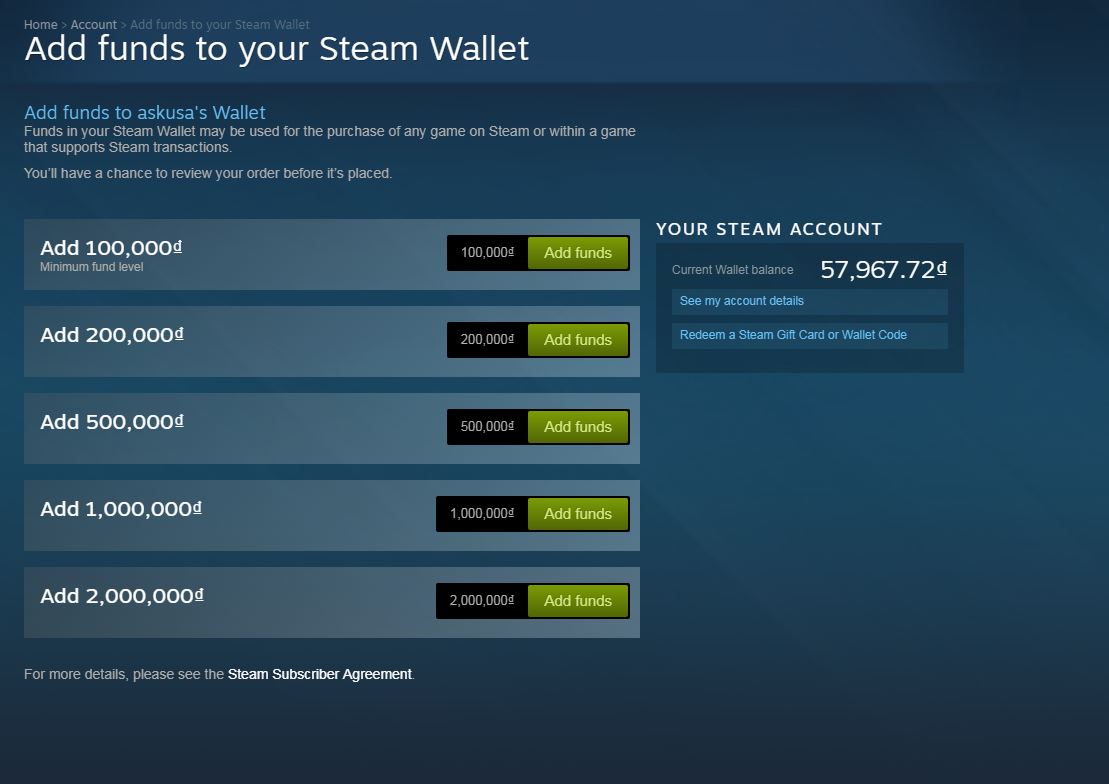 Home > Account > Add funds to your Steam Wallet
Add funds to your Steam Wallet
Add funds to askusa's Wallet
Funds in your Steam Wallet may be used for the purchase of any game on Steam or within a game
that supports Steam transactions.
You'll have a chance to review your order before it's placed.
Add 100,000₫
Minimum fund level
100,000₫ Add funds
Add 200,000₫
200,000₫ Add funds
Add 500,000₫
500,000₫ Add funds
Add 1,000,000₫
1,000,000₫ Add funds
Add 2,000,000₫
2,000,000₫ Add funds
For more details, please see the Steam Subscriber Agreement.
YOUR STEAM ACCOUNT
Current Wallet balance 57,967.72₫
See my account details
Redeem a Steam Gift Card or Wallet Code